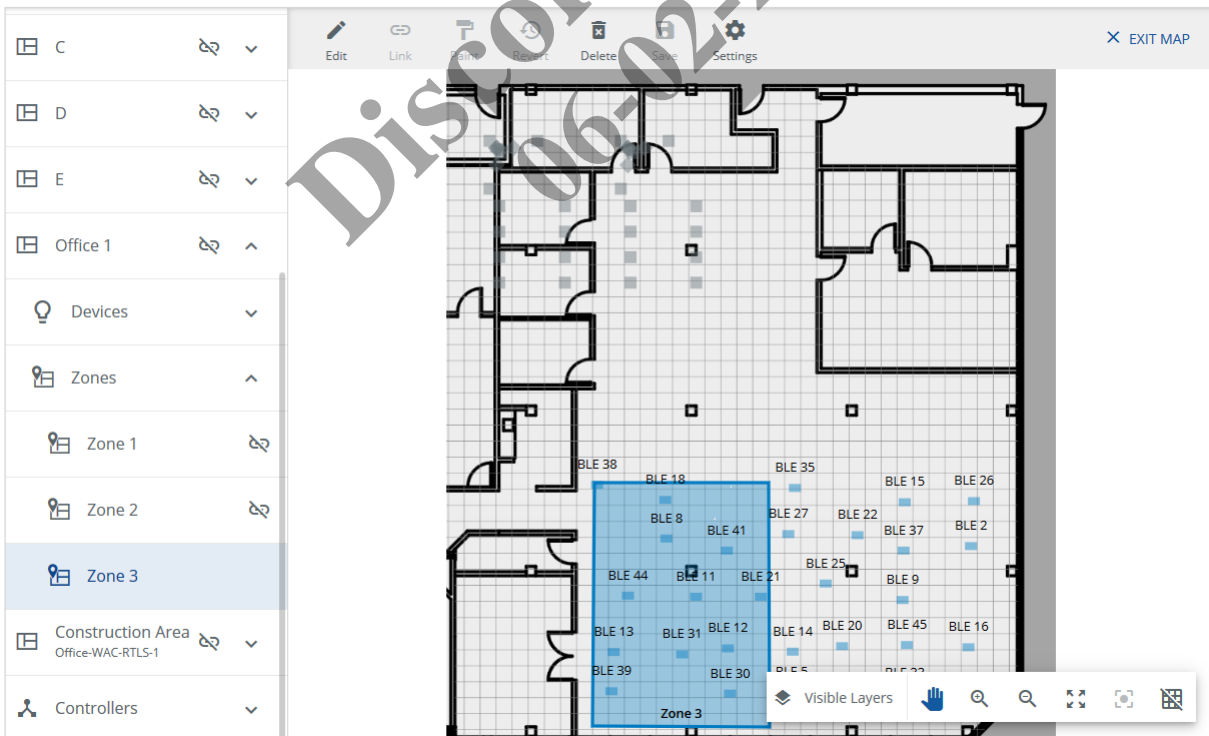 C
D
E
Office 1
Devices
Zones
Zone 1
Zone 2
Zone 3
Construction Area
Office-WAC-RTLS-1
Controllers
Edit
Link
Paint
Revert
Delete
Save
Settings
EXIT MAP
06-02-2
BLE 38
BLE 18
BLE 35
BLE 15
BLE 26
BLE 8
BLE 41
BLE 27
BLE 22
BLE 37
BLE 2
BLE 44
BLE 11
BLE 21
BLE 25
BLE 9
BLE 13
BLE 31
BLE 12
BLE 14
BLE 20
BLE 45
BLE 16
BLE 39
BLE 30
Zone 3
Visible Layers